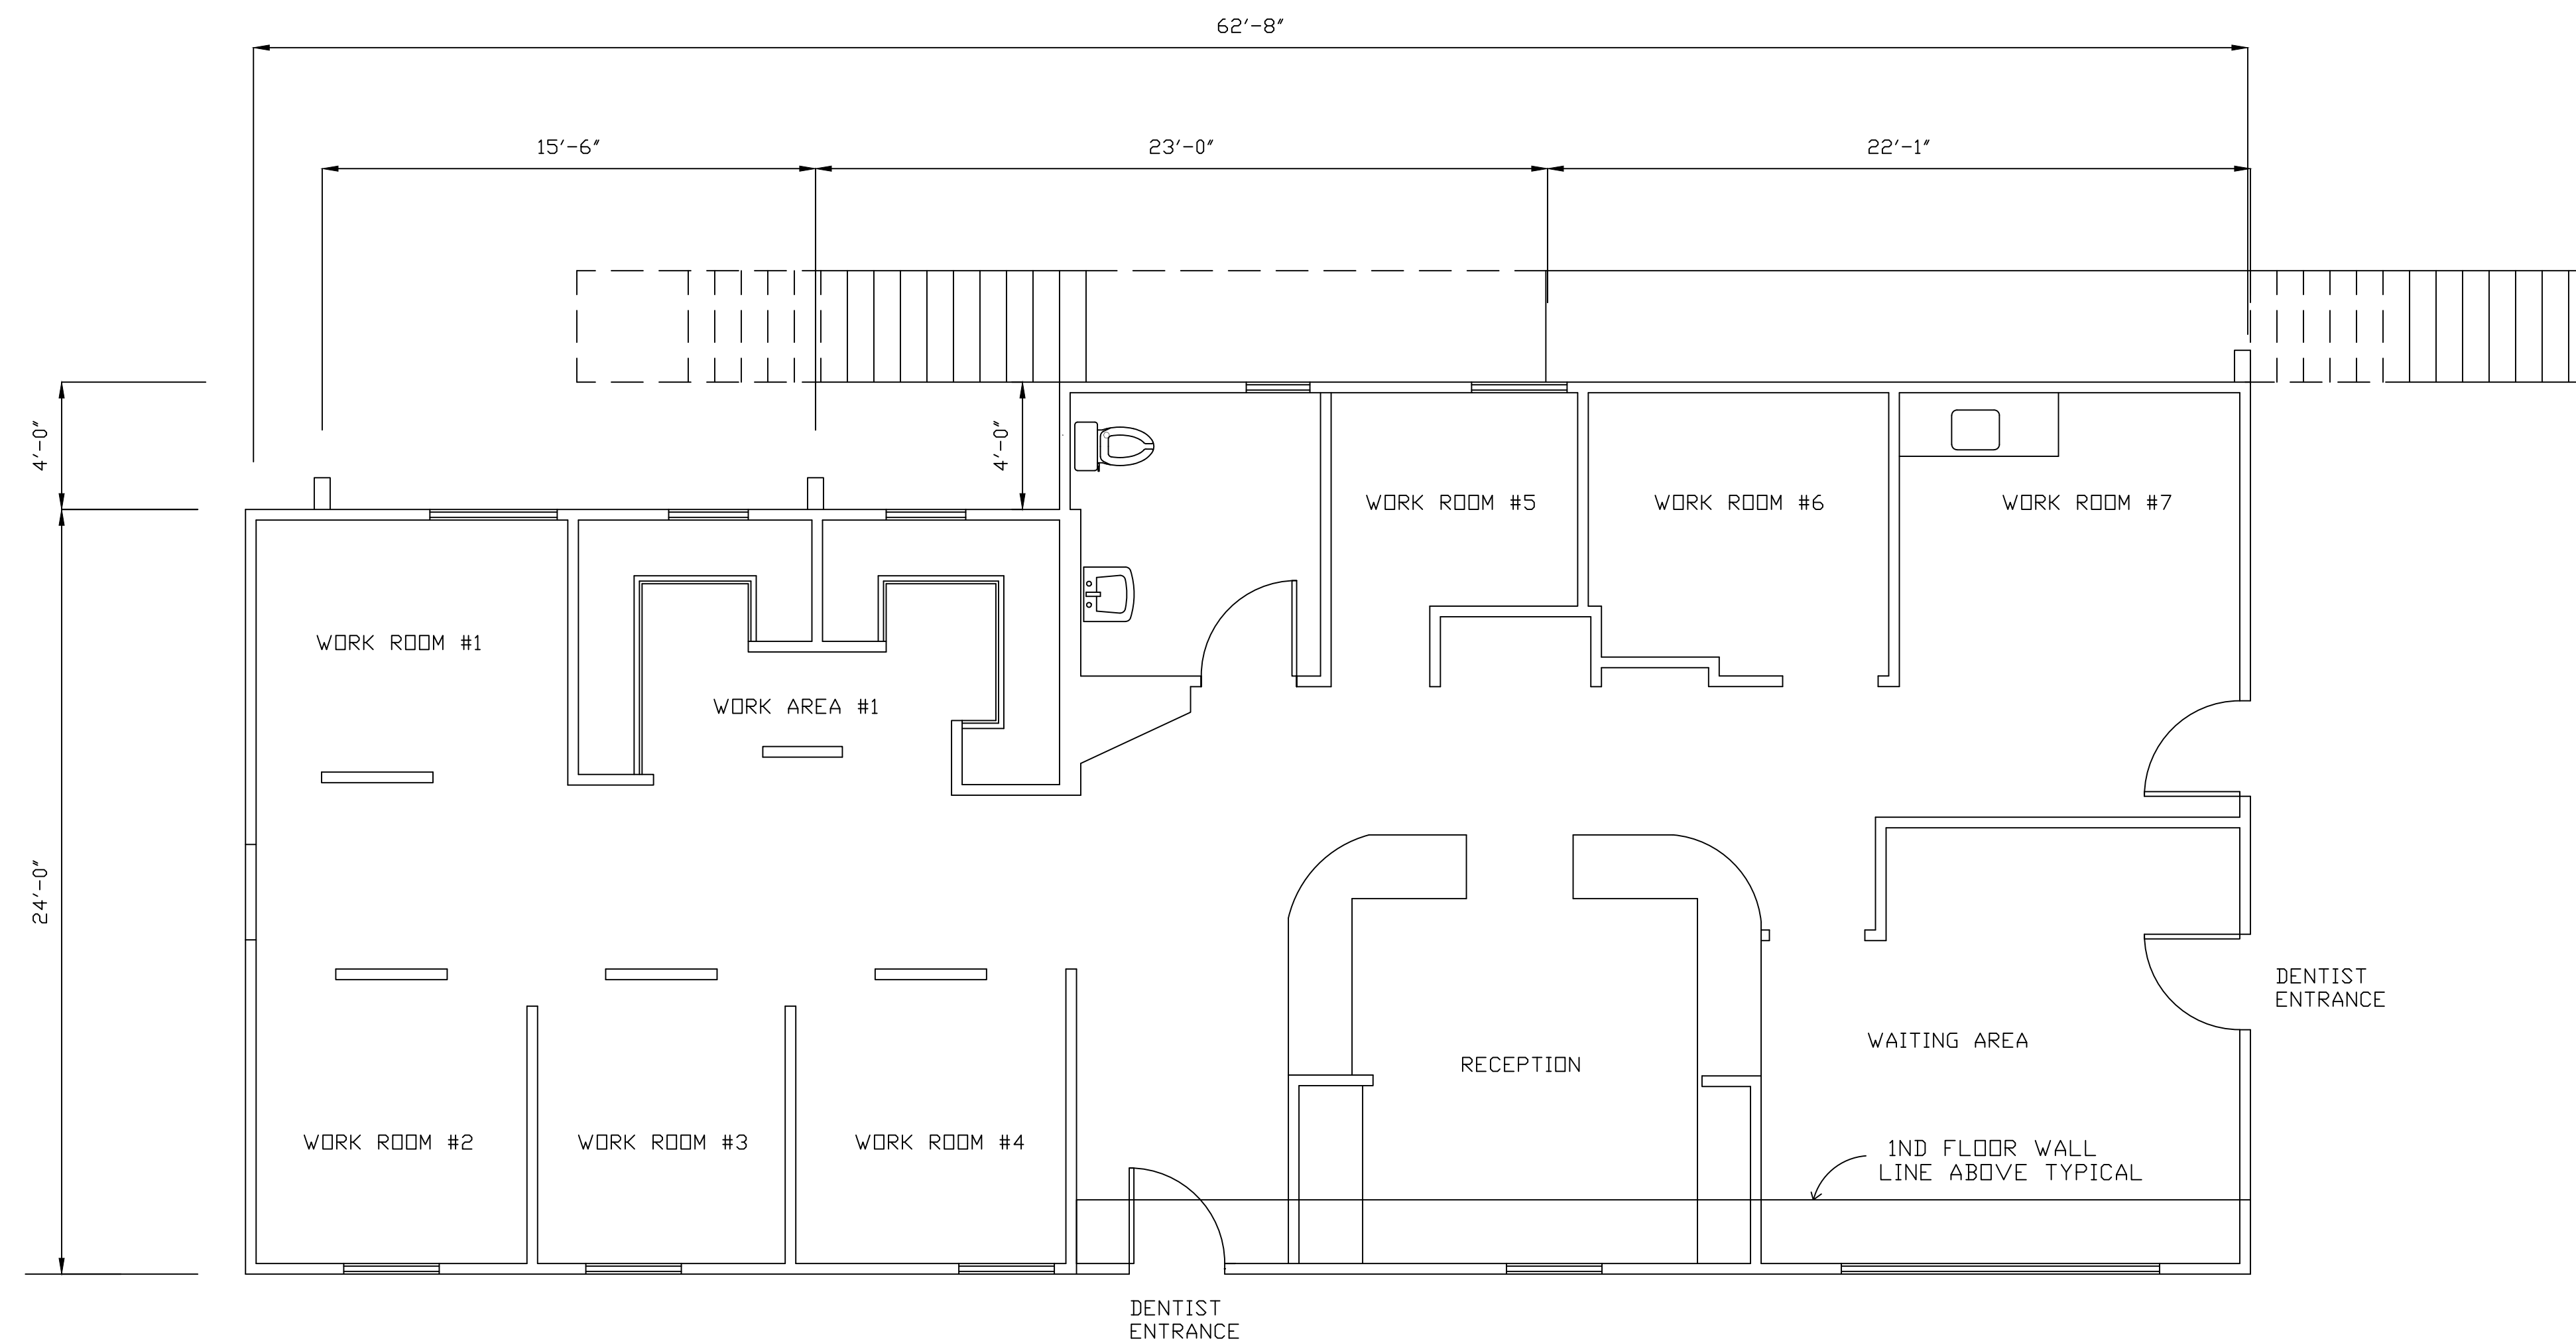 62'-8"
15'-6"
23'-0"
22'-1"
4'-0"
4'-0"
WORK ROOM #5
WORK ROOM #6
WORK ROOM #7
WORK ROOM #1
WORK AREA #1
24'-0"
DENTIST
ENTRANCE
WAITING AREA
RECEPTION
WORK ROOM #2
WORK ROOM #3
WORK ROOM #4
1ND FLOOR WALL
LINE ABOVE TYPICAL
DENTIST
ENTRANCE